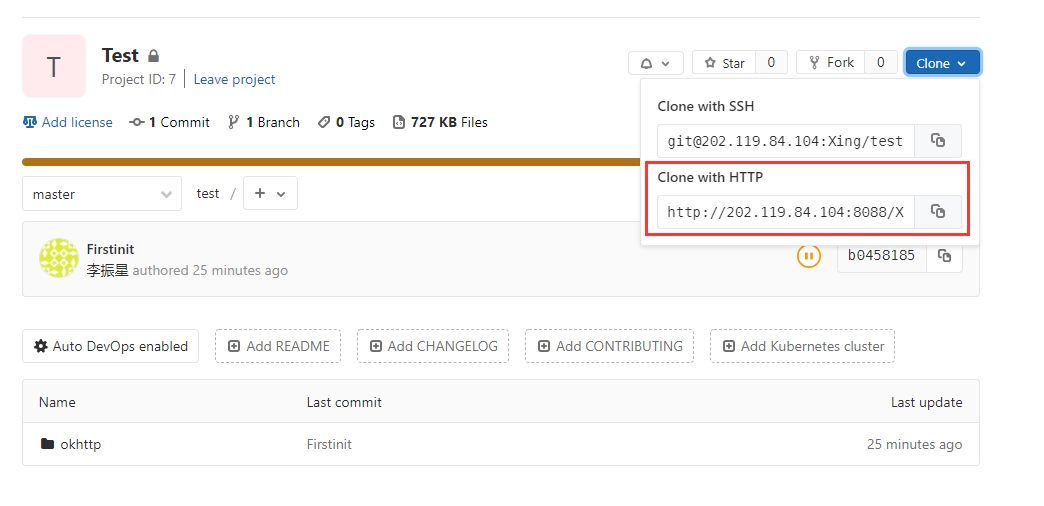 T
Test
Project ID: 7 Leave project
Star 0 Fork 0 Clone
Add license 1 Commit 1 Branch 0 Tags 727 KB Files
Clone with SSH
git@202.119.84.104:Xing/test
Clone with HTTP
http://202.119.84.104:8088/X
master test / +
Firstinit
李振星 authored 25 minutes ago
b0458185
Auto DevOps enabled Add README Add CHANGELOG Add CONTRIBUTING Add Kubernetes cluster
Name Last commit Last update
okhttp Firstinit 25 minutes ago